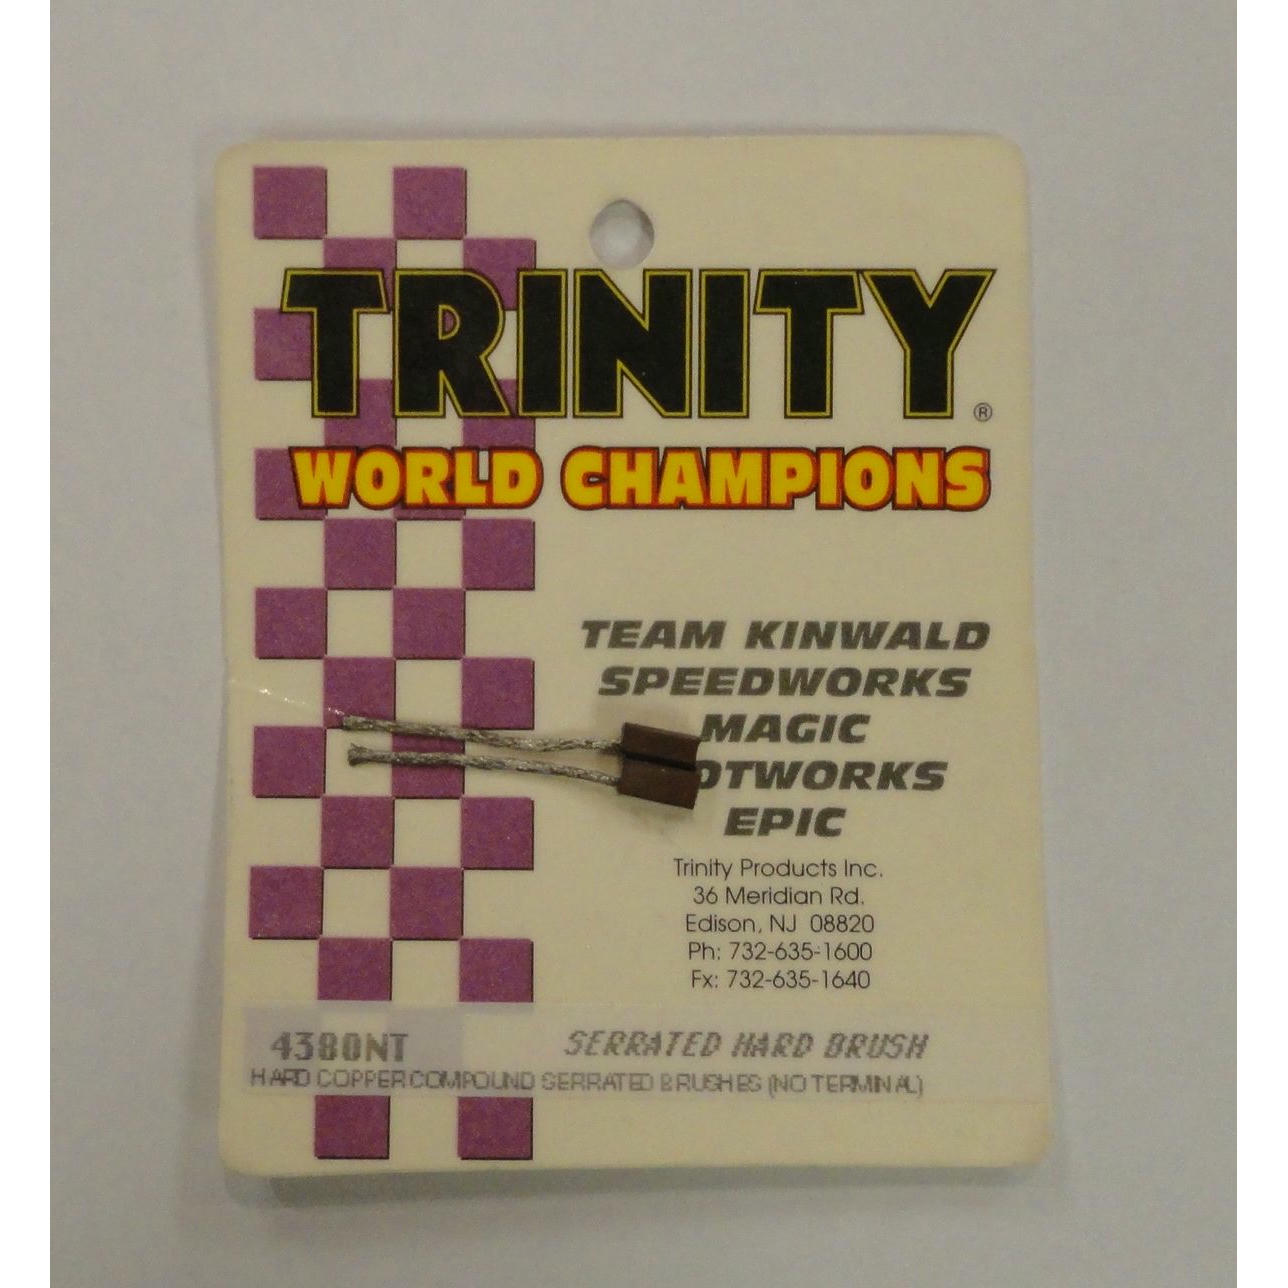 TRINITY®
WORLD CHAMPIONS
TEAM KINWALD
SPEEDWORKS
MAGIC
OTWORKS
EPIC
Trinity Products Inc.
36 Meridian Rd.
Edison, NJ 08820
Ph: 732-635-1600
Fx: 732-635-1640
4380NT SERRATED HARD BRUSH
HARD COPPER COMPOUND SERRATED BRUSHES (NO TERMINAL)